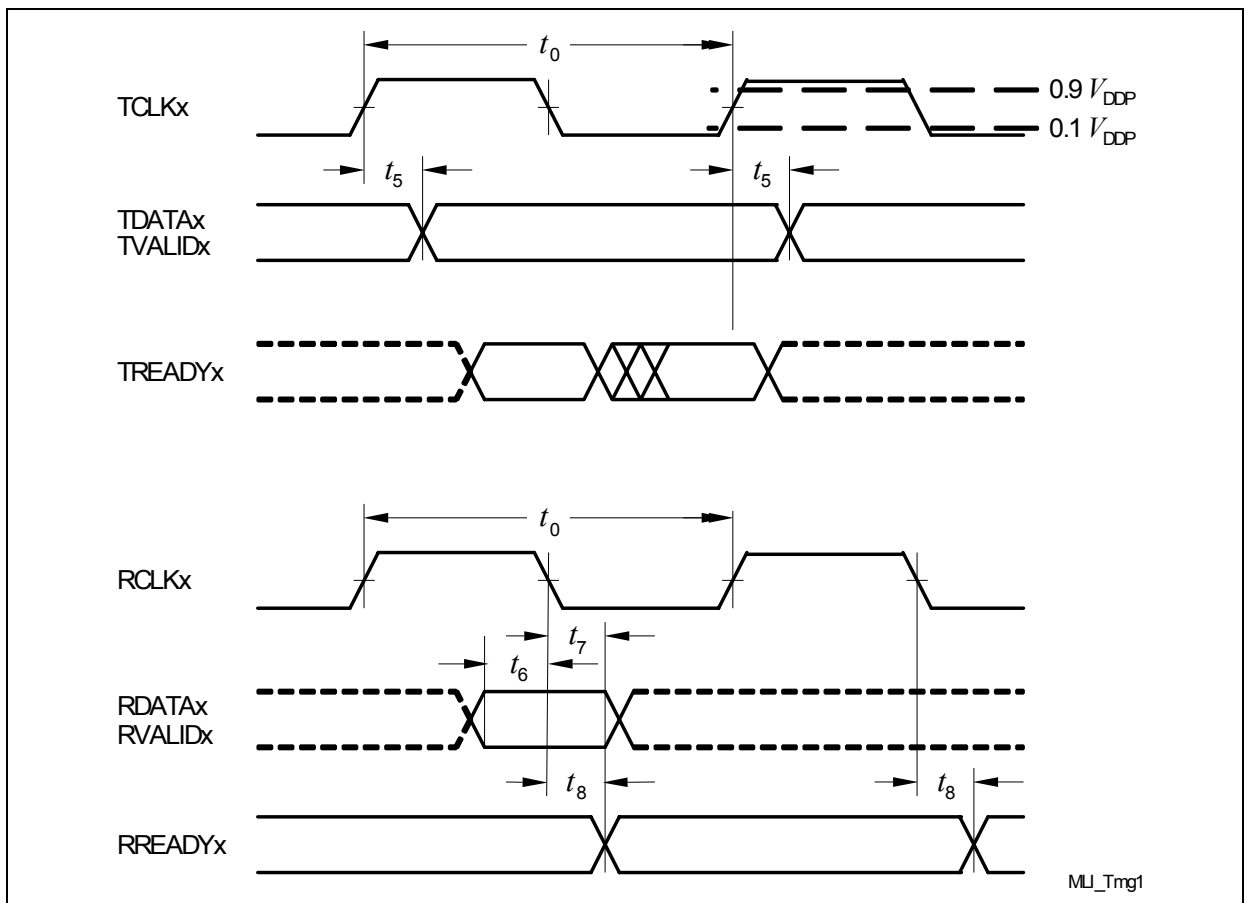 t0
TCLKx
0.9 VDDP
0.1 VDDP
t5
t5
TDATAx
TVALIDx
TREADYx
t0
RCLKx
t7
t6
RDATAx
RVALIDx
t8
t8
RREADYx
MLI_Tmg1